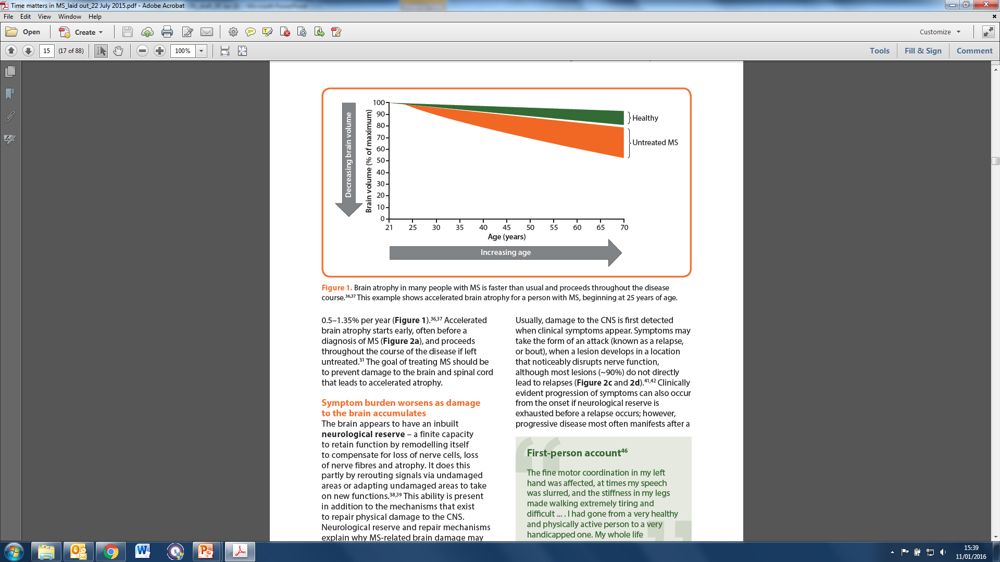 Time matters in MS_laid out_22 July 2015.pdf - Adobe Acrobat
File Edit View Window Help
Open Create Customize
15 (17 of 88) 100% Tools Fill & Sign Comment
Decreasing brain volume
Brain volume (% of maximum)
100
90
80
70
60
50
40
30
20
10
0
Healthy
Untreated MS
21 25 30 35 40 45 50 55 60 65 70
Age (years)
Increasing age
Figure 1. Brain atrophy in many people with MS is faster than usual and proceeds throughout the disease
course.36,37 This example shows accelerated brain atrophy for a person with MS, beginning at 25 years of age.
0.5–1.35% per year (Figure 1).36,37 Accelerated
brain atrophy starts early, often before a
diagnosis of MS (Figure 2a), and proceeds
throughout the course of the disease if left
untreated.31 The goal of treating MS should be
to prevent damage to the brain and spinal cord
that leads to accelerated atrophy.
Symptom burden worsens as damage
to the brain accumulates
The brain appears to have an inbuilt
neurological reserve – a finite capacity
to retain function by remodelling itself
to compensate for loss of nerve cells, loss
of nerve fibres and atrophy. It does this
partly by rerouting signals via undamaged
areas or adapting undamaged areas to take
on new functions.38,39 This ability is present
in addition to the mechanisms that exist
to repair physical damage to the CNS.
Neurological reserve and repair mechanisms
explain why MS-related brain damage may
Usually, damage to the CNS is first detected
when clinical symptoms appear. Symptoms may
take the form of an attack (known as a relapse,
or bout), when a lesion develops in a location
that noticeably disrupts nerve function,
although most lesions (~90%) do not directly
lead to relapses (Figure 2c and 2d).41,42 Clinically
evident progression of symptoms can also occur
from the onset if neurological reserve is
exhausted before a relapse occurs; however,
progressive disease most often manifests after a
First-person account46
The fine motor coordination in my left
hand was affected, at times my speech
was slurred, and the stiffness in my legs
made walking extremely tiring and
difficult ... . I had gone from a very healthy
and physically active person to a very
handicapped one. My whole life
15:39
11/01/2016